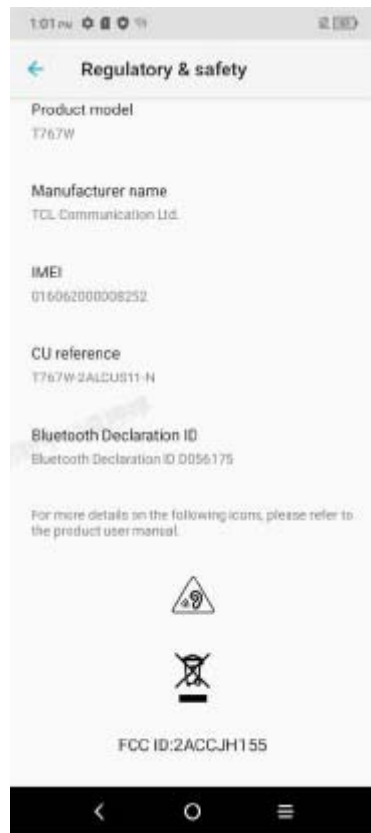 1:01 PM
Regulatory & safety
Product model
T767W
Manufacturer name
TCL Communication Ltd.
IMEI
016062000008252
CU reference
T767W-2ALCUS11-N
Bluetooth Declaration ID
Bluetooth Declaration ID D056175
For more details on the following icons, please refer to
the product user manual.
FCC ID:2ACCJH155